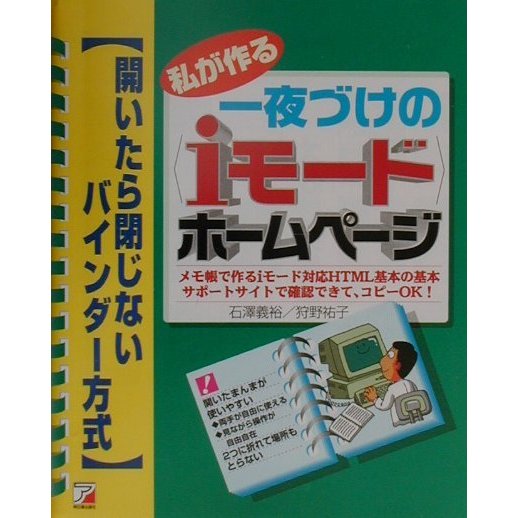 【開いたら閉じない
バインダー方式】
私が作る
一夜づけの
〈iモード〉
ホームページ
メモ帳で作るiモード対応HTML基本の基本
サポートサイトで確認できて、コピーOK！
石澤義裕／狩野祐子
!
開いたまんまが
使いやすい
◆両手が自由に使える
◆見ながら操作が
自由自在
2つに折れて場所も
とらない
ア